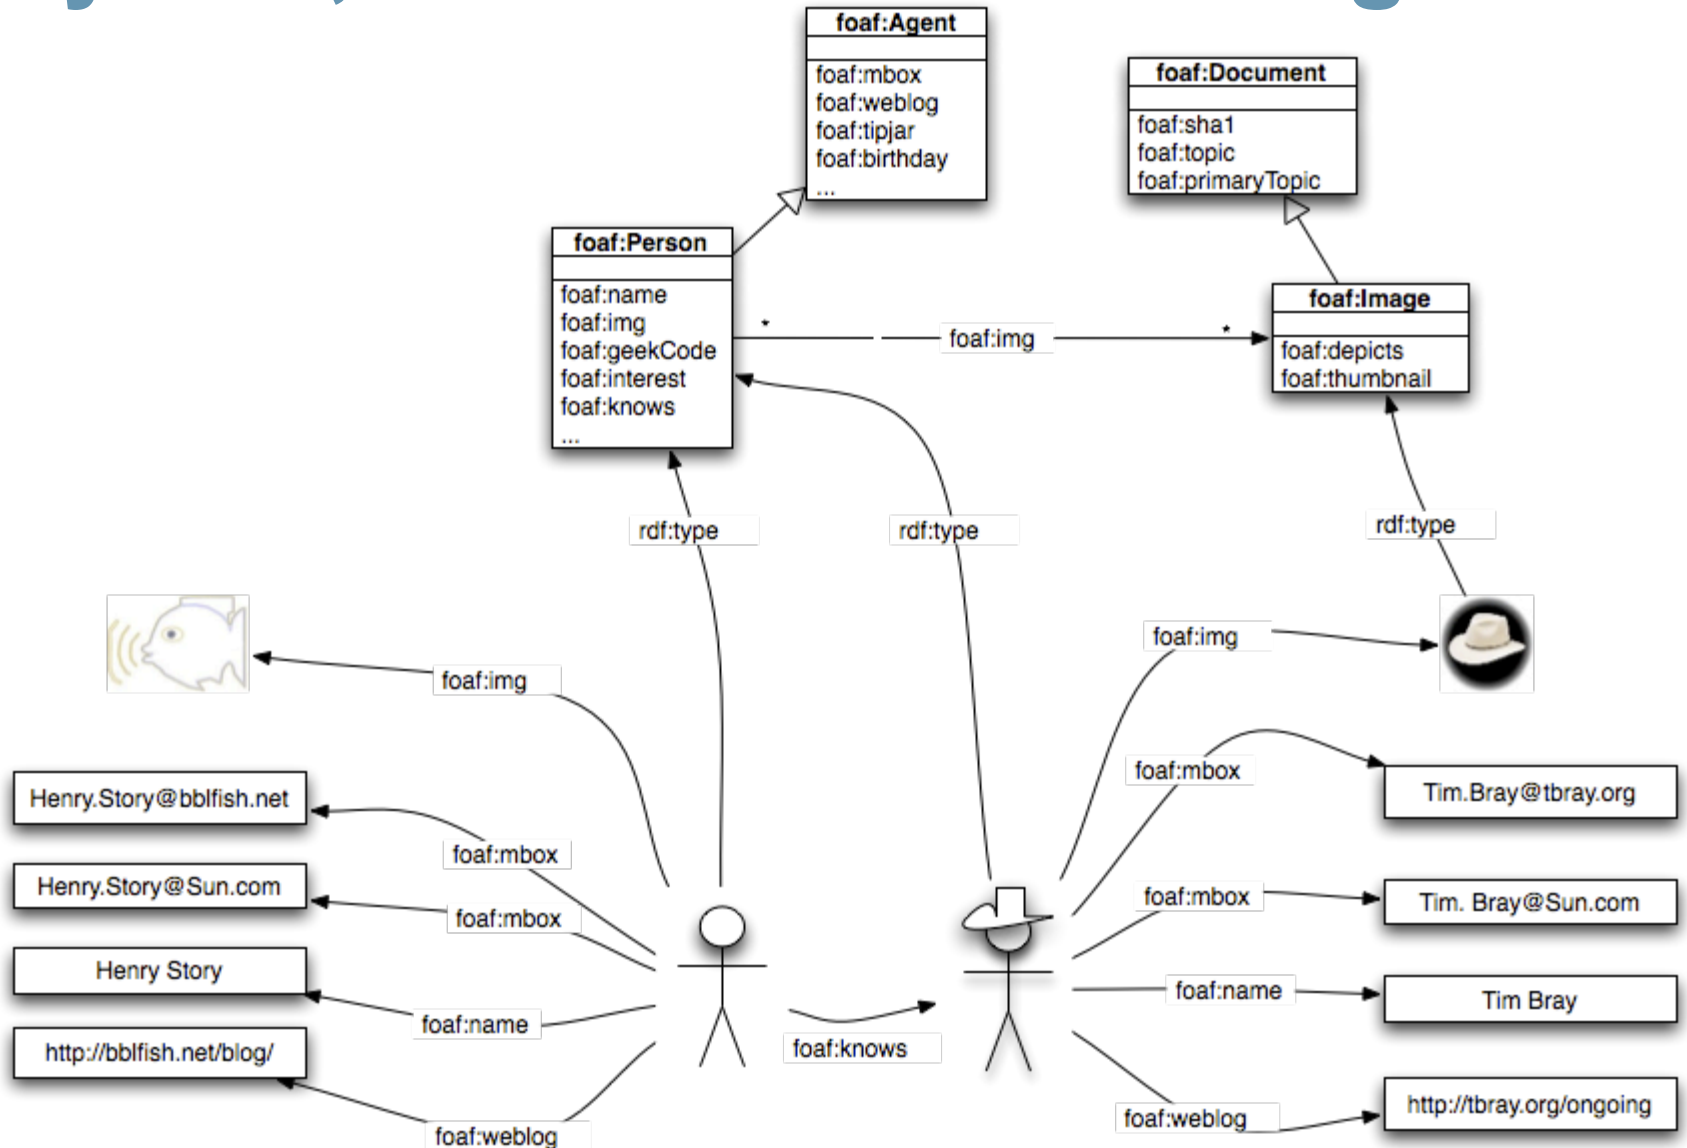 foaf:Agent
foaf:mbox
foaf:weblog
foaf:tipjar
foaf:birthday
...
foaf:Document
foaf:sha1
foaf:topic
foaf:primaryTopic
foaf:Person
foaf:name
foaf:img
foaf:geekCode
foaf:interest
foaf:knows
...
*
foaf:img
*
foaf:Image
foaf:depicts
foaf:thumbnail
rdf:type
rdf:type
rdf:type
foaf:img
foaf:img
foaf:mbox
Henry.Story@bblfish.net
foaf:mbox
Tim.Bray@tbray.org
Henry.Story@Sun.com
foaf:mbox
foaf:mbox
Tim. Bray@Sun.com
Henry Story
foaf:name
foaf:name
Tim Bray
http://bblfish.net/blog/
foaf:knows
foaf:weblog
foaf:weblog
http://tbray.org/ongoing